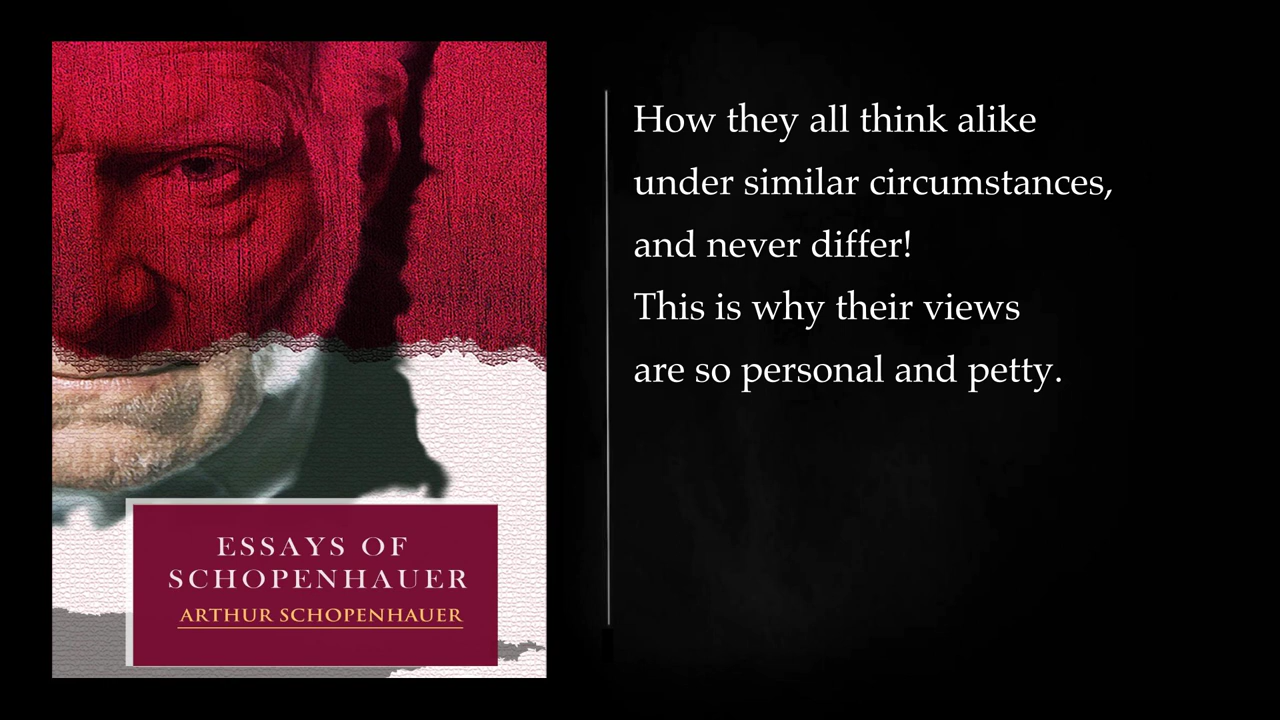 How they all think alike
under similar circumstances,
and never differ!
This is why their views
are so personal and petty.
ESSAYS OF
SCHOPENHAUER
ARTHUR SCHOPENHAUER